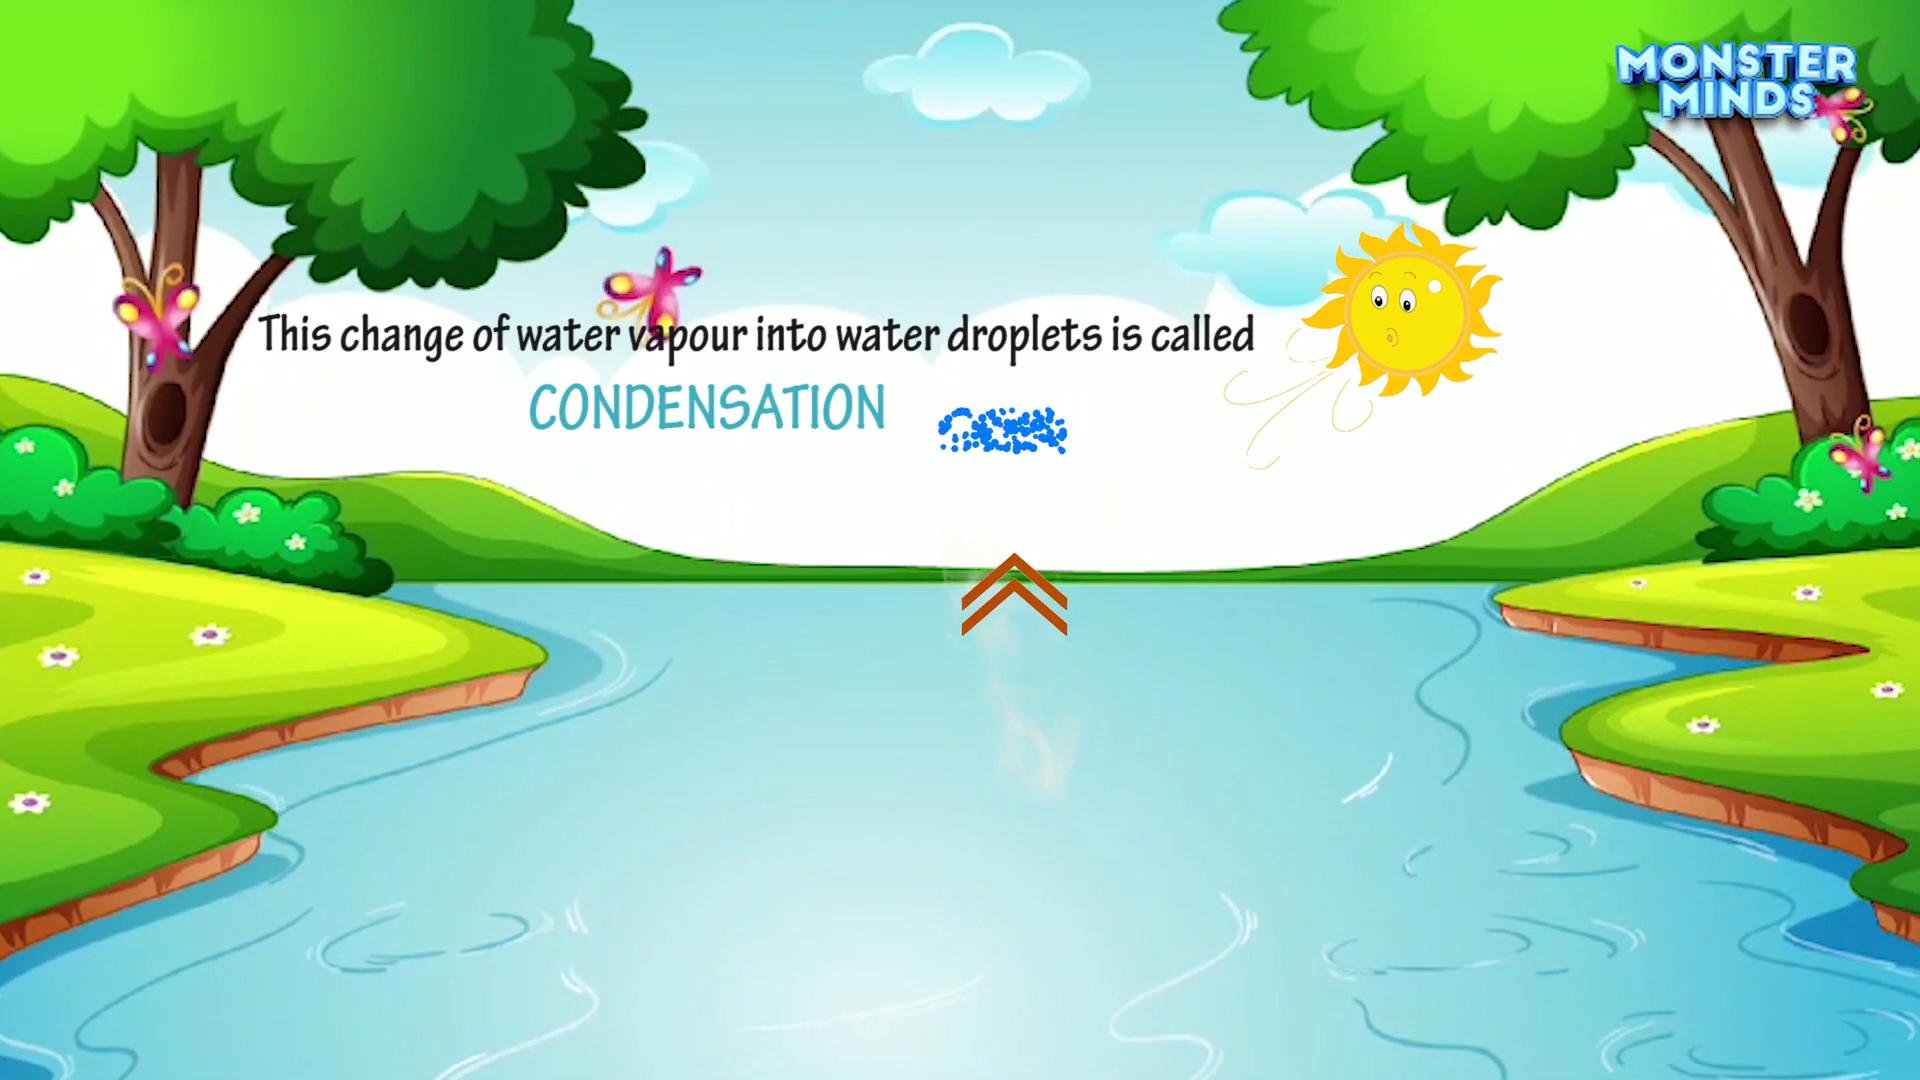 MONSTER
MINDS
This change of water vapour into water droplets is called
CONDENSATION